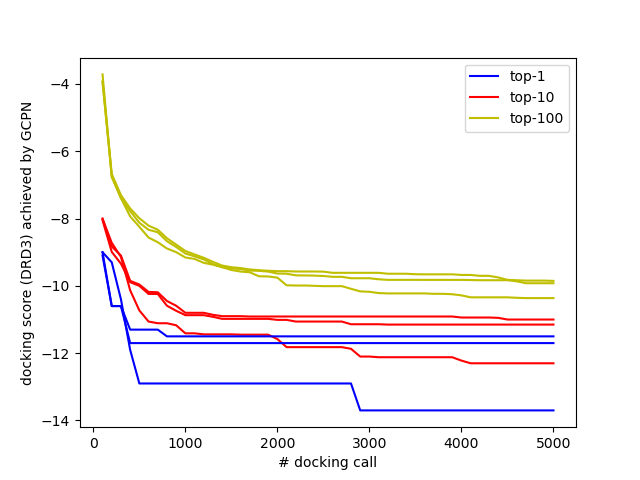 docking score (DRD3) achieved by GCPN
−4
−6
−8
−10
−12
−14
top-1
top-10
top-100
0 1000 2000 3000 4000 5000
# docking call